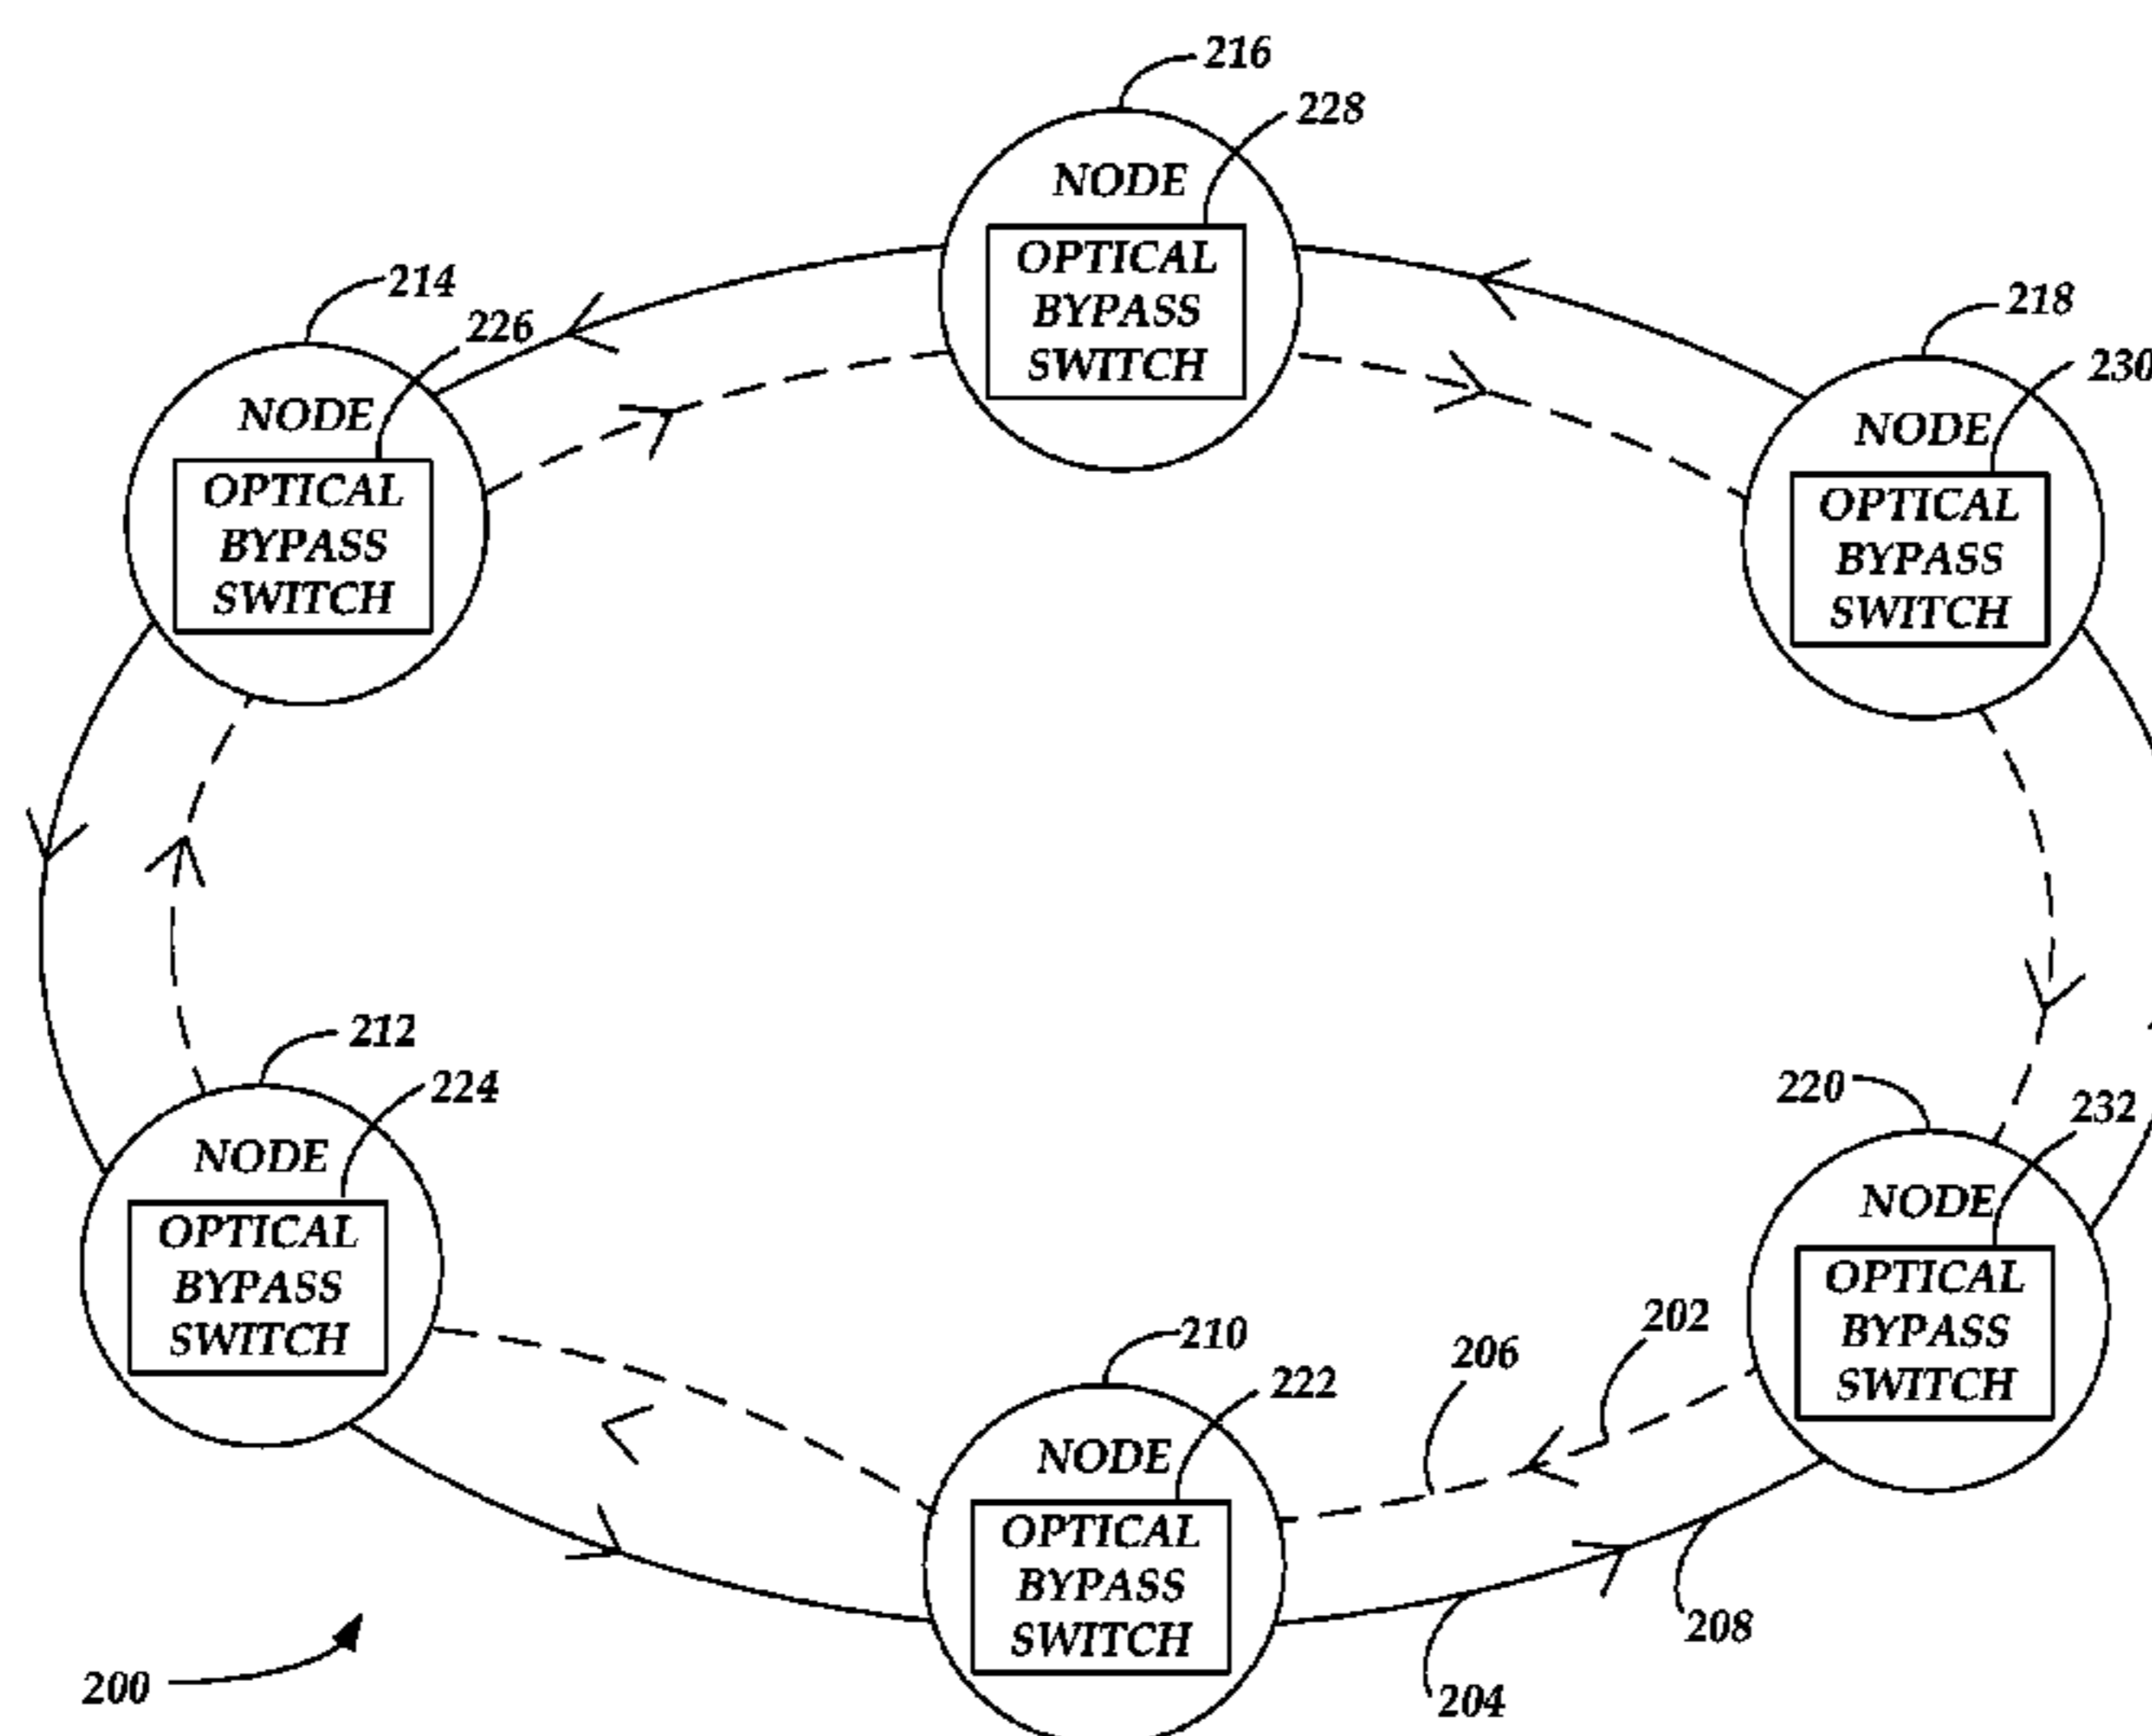 216
228
NODE
OPTICAL
BYPASS
SWITCH
214
226
NODE
OPTICAL
BYPASS
SWITCH
218
230
NODE
OPTICAL
BYPASS
SWITCH
212
224
NODE
OPTICAL
BYPASS
SWITCH
220
232
NODE
OPTICAL
BYPASS
SWITCH
210
222
NODE
OPTICAL
BYPASS
SWITCH
206
202
208
204
200